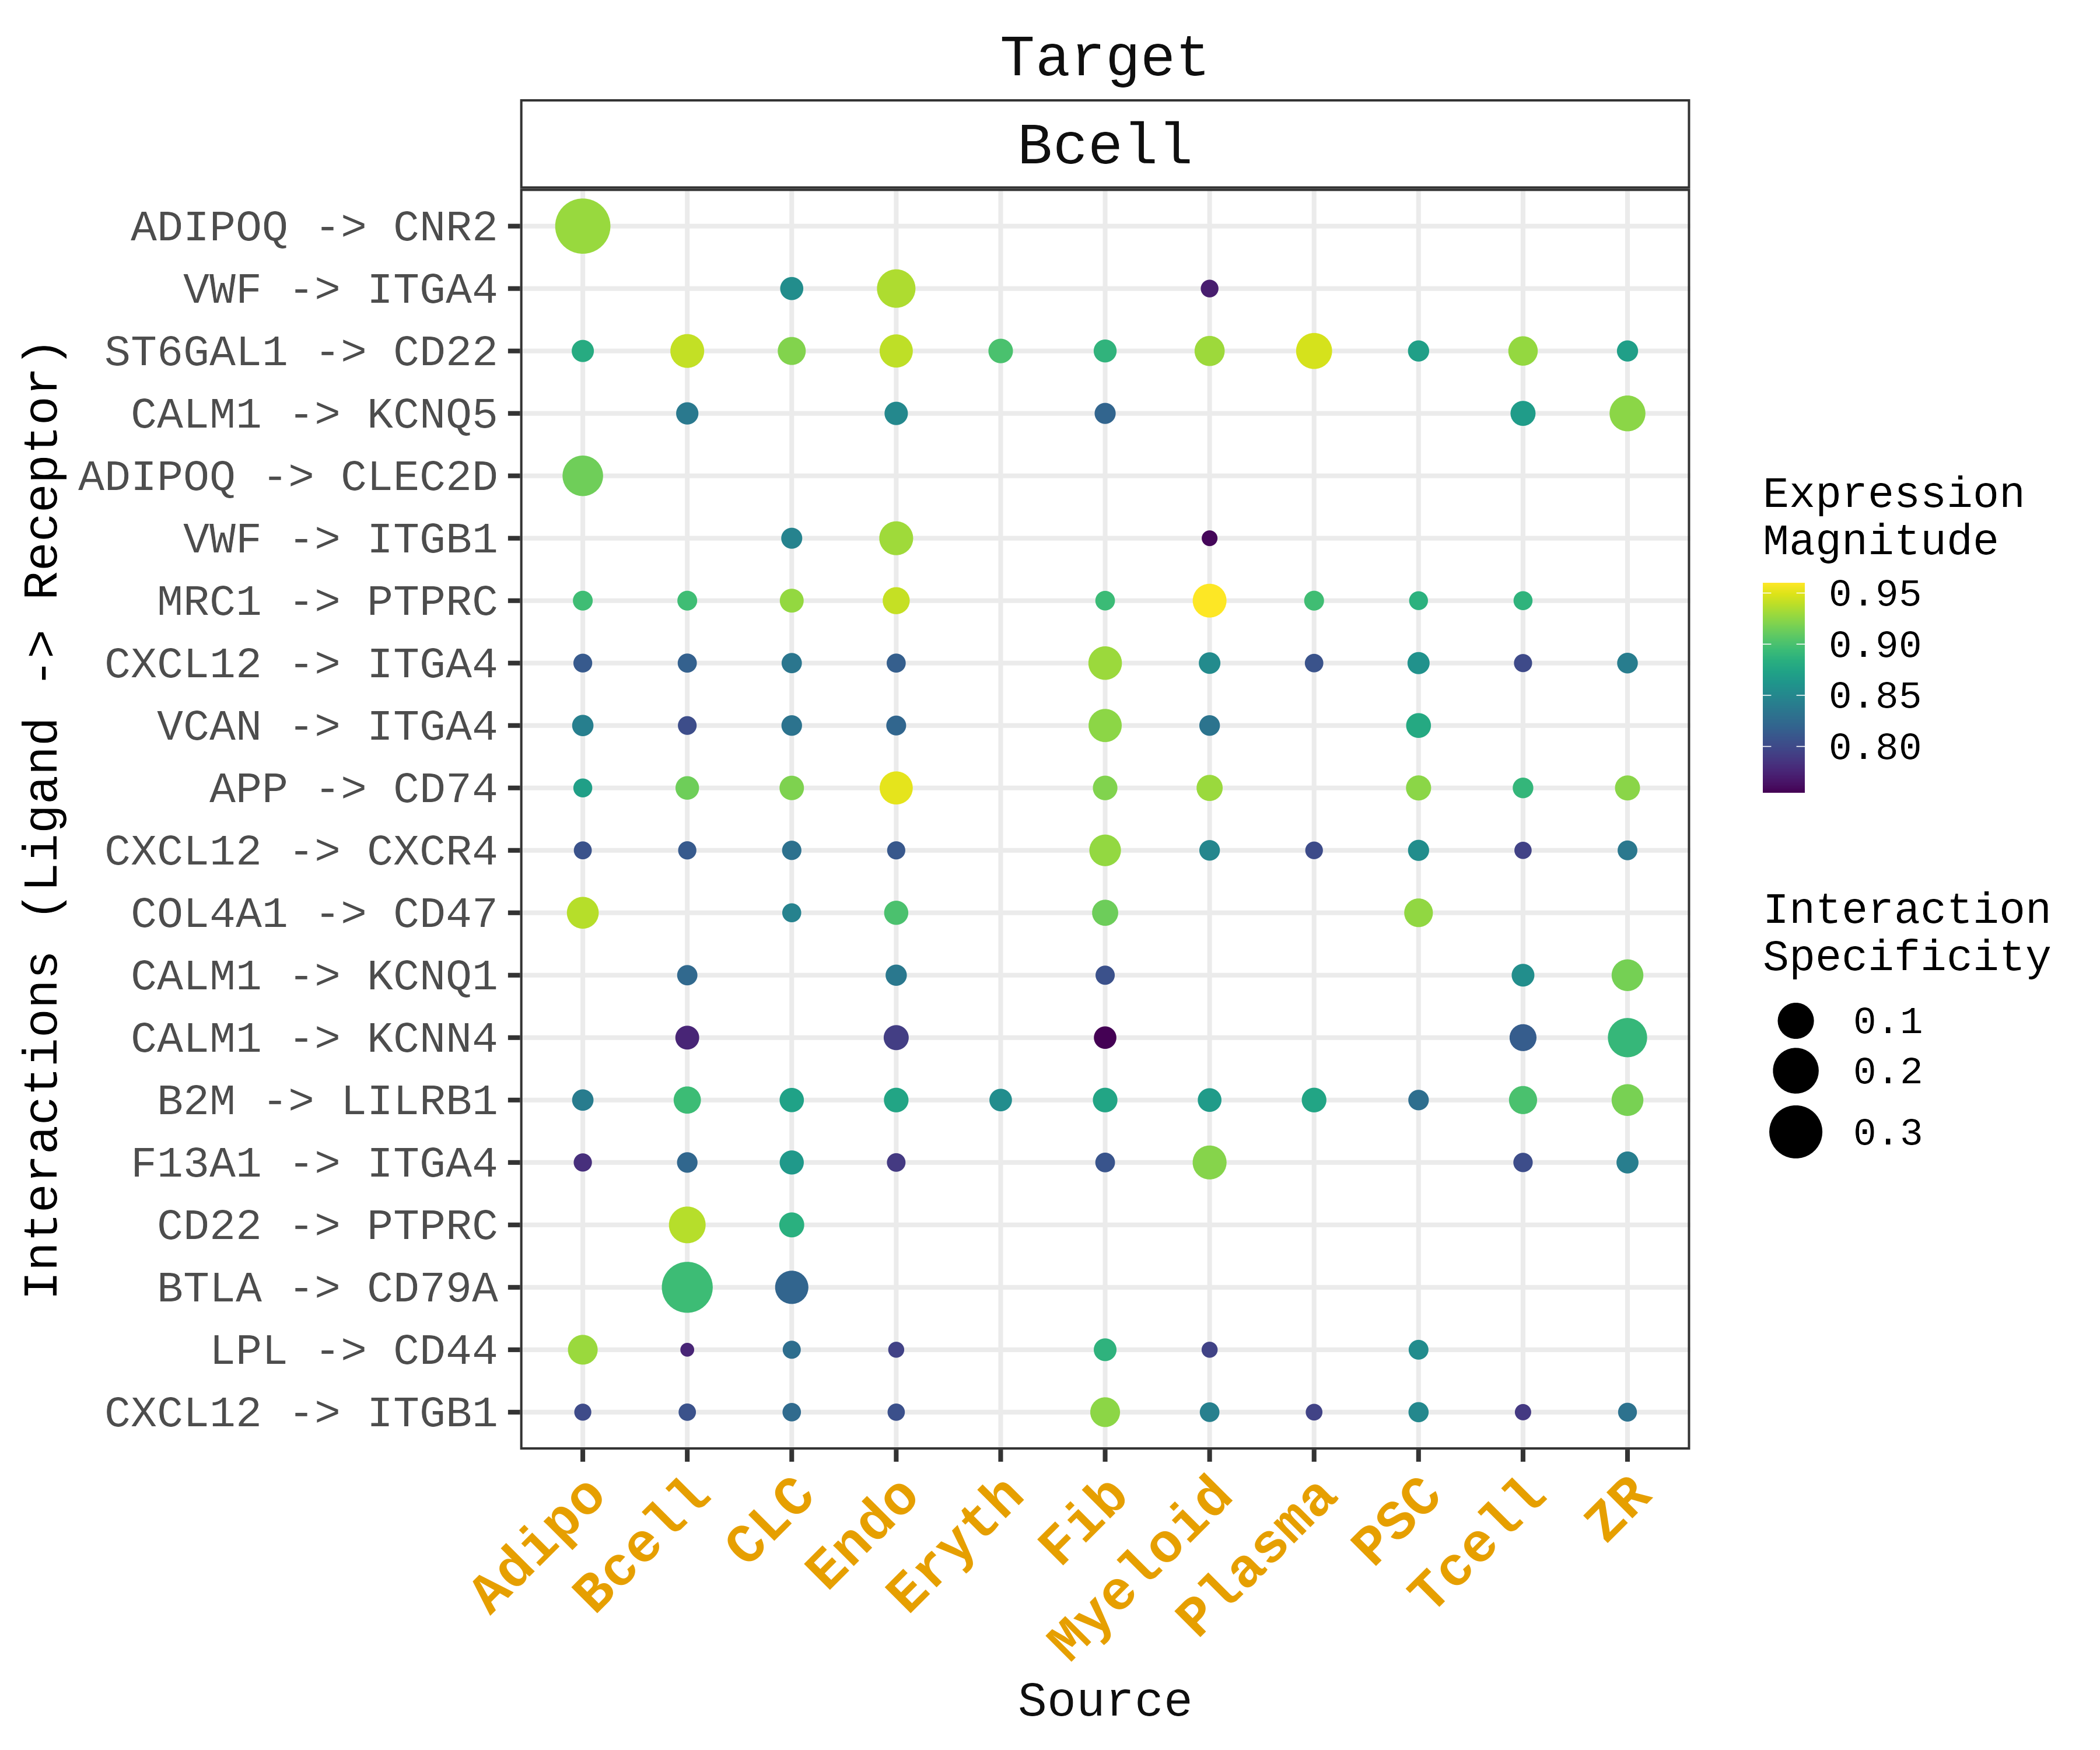 Target
Bcell
Interactions (Ligand -> Receptor)
ADIPOQ -> CNR2
VWF -> ITGA4
ST6GAL1 -> CD22
CALM1 -> KCNQ5
ADIPOQ -> CLEC2D
VWF -> ITGB1
MRC1 -> PTPRC
CXCL12 -> ITGA4
VCAN -> ITGA4
APP -> CD74
CXCL12 -> CXCR4
COL4A1 -> CD47
CALM1 -> KCNQ1
CALM1 -> KCNN4
B2M -> LILRB1
F13A1 -> ITGA4
CD22 -> PTPRC
BTLA -> CD79A
LPL -> CD44
CXCL12 -> ITGB1
Adipo
Bcell
CLC
Endo
Eryth
Fib
Myeloid
Plasma
PSC
Tcell
ZR
Source
Expression
Magnitude
0.95
0.90
0.85
0.80
Interaction
Specificity
0.1
0.2
0.3